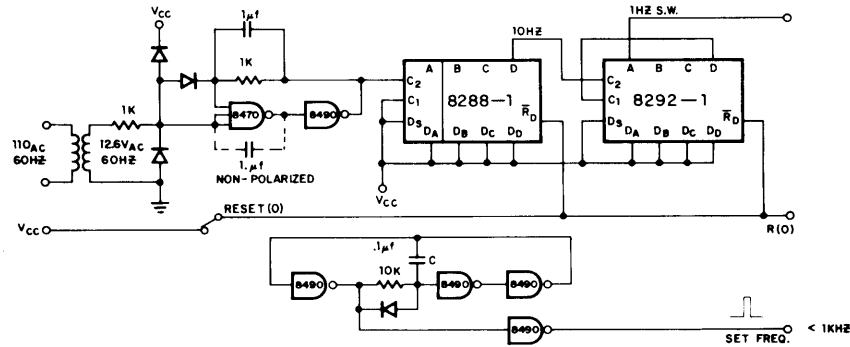 VCC
1μf
1K
1K
8470
8490
110AC
60HZ
12.6VAC
60HZ
1.μf
NON-POLARIZED
10HZ
A B C D
C2
C1
DS
8288-1
R̅D
DA DB DC DD
VCC
1HZ S.W.
A B C D
C2
C1
DS
8292-1
R̅D
DA DB DC DD
VCC
RESET(0)
R(0)
.1μf
C
10K
8490
8490
8490
8490
SET FREQ.
< 1KHZ